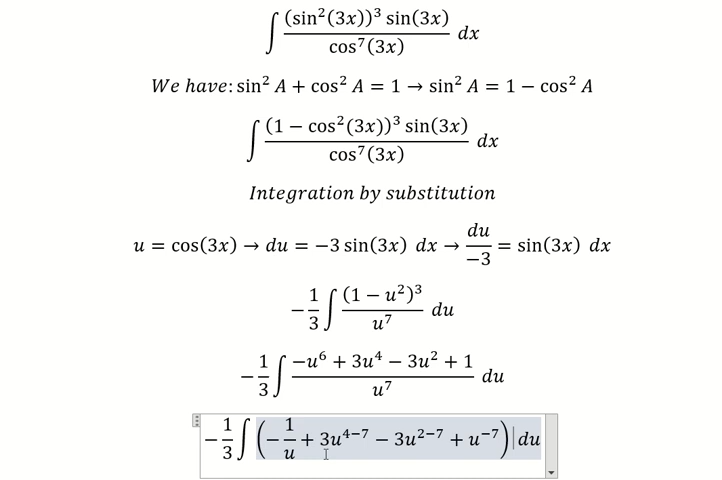 ∫ (sin²(3x))³ sin(3x) / cos⁷(3x) dx
We have: sin² A + cos² A = 1 → sin² A = 1 − cos² A
∫ (1 − cos²(3x))³ sin(3x) / cos⁷(3x) dx
Integration by substitution
u = cos(3x) → du = −3 sin(3x) dx → du/−3 = sin(3x) dx
−1/3 ∫ (1 − u²)³ / u⁷ du
−1/3 ∫ −u⁶ + 3u⁴ − 3u² + 1 / u⁷ du
−1/3 ∫ (−1/u + 3u⁴⁻⁷ − 3u²⁻⁷ + u⁻⁷) du